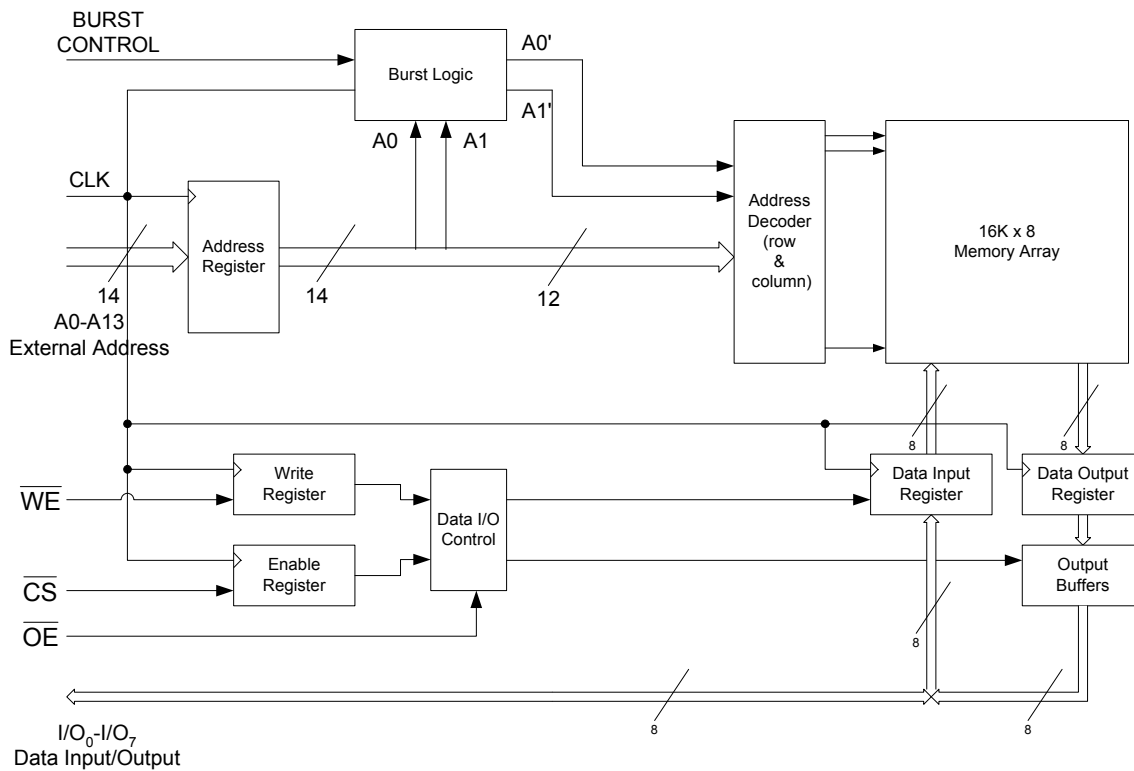 BURST
CONTROL
A0'
Burst Logic
A1'
A0
A1
CLK
Address
Decoder
(row
&
column)
16K x 8
Memory Array
Address
Register
14
14
12
A0-A13
External Address
8
8
Write
Register
Data Input
Register
Data Output
Register
WE
Data I/O
Control
Enable
Register
Output
Buffers
CS
OE
8
8
8
I/O0-I/O7
Data Input/Output